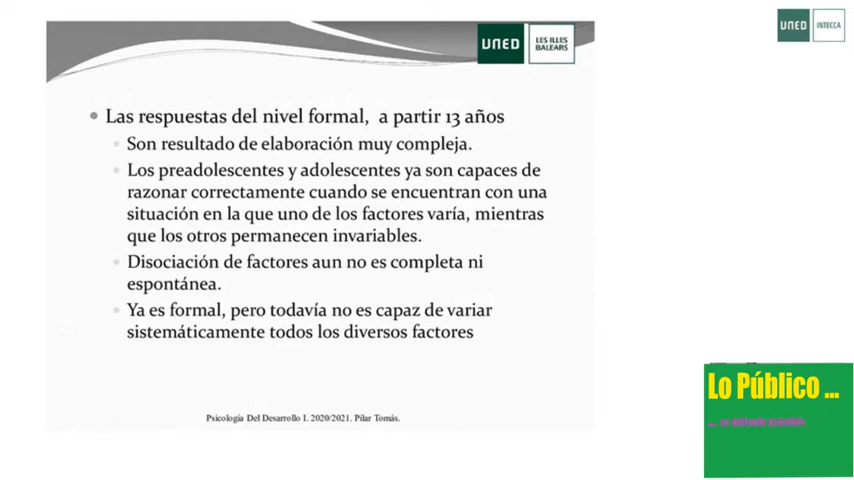 UNED
LES ILLES
BALEARS
UNED
INTECCA
Las respuestas del nivel formal, a partir 13 años
Son resultado de elaboración muy compleja.
Los preadolescentes y adolescentes ya son capaces de
razonar correctamente cuando se encuentran con una
situación en la que uno de los factores varía, mientras
que los otros permanecen invariables.
Disociación de factores aun no es completa ni
espontánea.
Ya es formal, pero todavía no es capaz de variar
sistemáticamente todos los diversos factores
Lo Público ...
Psicología Del Desarrollo I. 2020/2021. Pilar Tomás.